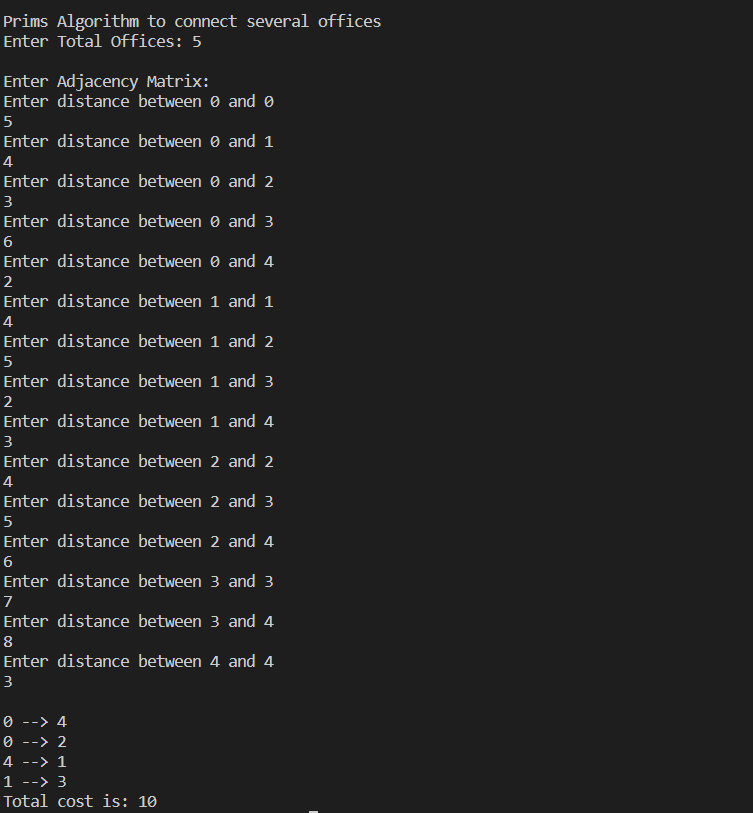 Prims Algorithm to connect several offices
Enter Total Offices: 5
Enter Adjacency Matrix:
Enter distance between 0 and 0
5
Enter distance between 0 and 1
4
Enter distance between 0 and 2
3
Enter distance between 0 and 3
6
Enter distance between 0 and 4
2
Enter distance between 1 and 1
4
Enter distance between 1 and 2
5
Enter distance between 1 and 3
2
Enter distance between 1 and 4
3
Enter distance between 2 and 2
4
Enter distance between 2 and 3
5
Enter distance between 2 and 4
6
Enter distance between 3 and 3
7
Enter distance between 3 and 4
8
Enter distance between 4 and 4
3
0 --> 4
0 --> 2
4 --> 1
1 --> 3
Total cost is: 10